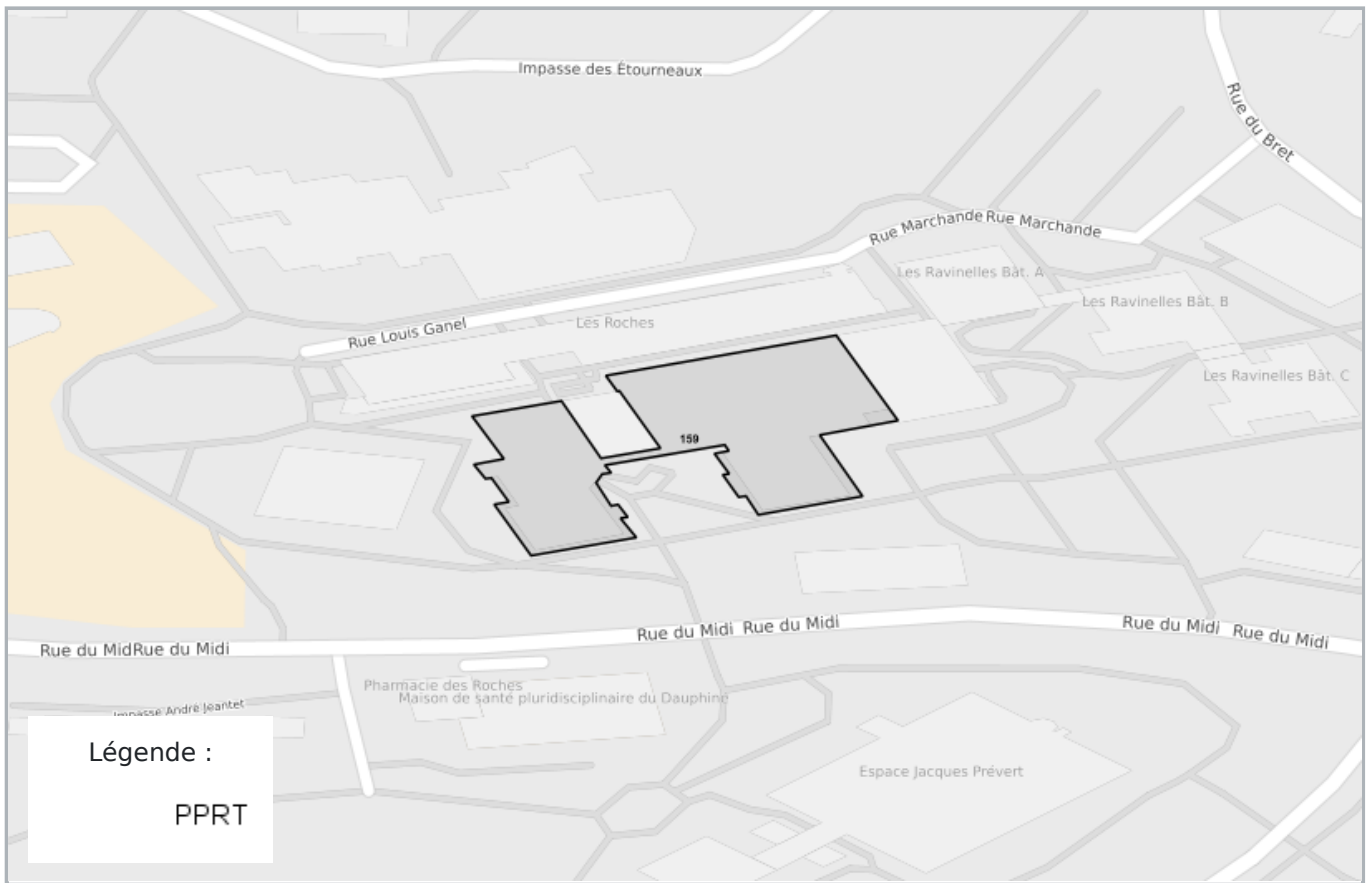 Impasse des Étourneaux
Rue du Bret
Rue Marchande Rue Marchande
Les Ravinelles Bât. A
Les Ravinelles Bât. B
Rue Louis Ganel
Les Roches
Les Ravinelles Bât. C
159
Rue du Midi Rue du Midi
Rue du Midi Rue du Midi
Rue du MidRue du Midi
Pharmacie des Roches
Maison de santé pluridisciplinaire du Dauphiné
Impasse André Jeantet
Légende :
Espace Jacques Prévert
PPRT